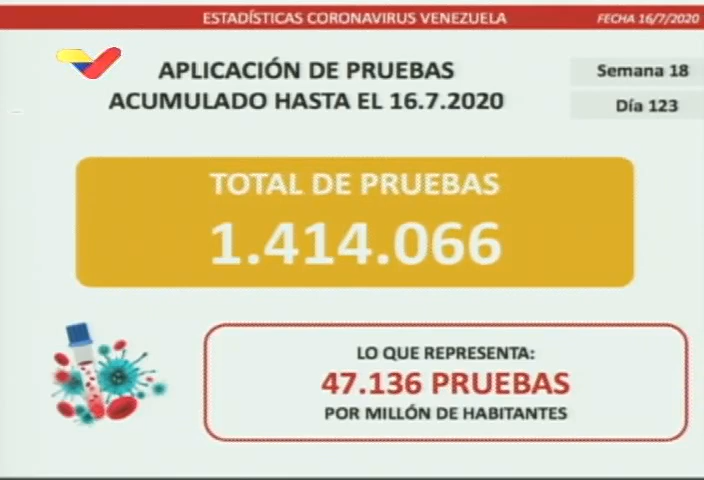 ESTADÍSTICAS CORONAVIRUS VENEZUELA
FECHA 16/7/2020
APLICACIÓN DE PRUEBAS
ACUMULADO HASTA EL 16.7.2020
Semana 18
Día 123
TOTAL DE PRUEBAS
1.414.066
LO QUE REPRESENTA:
47.136 PRUEBAS
POR MILLÓN DE HABITANTES